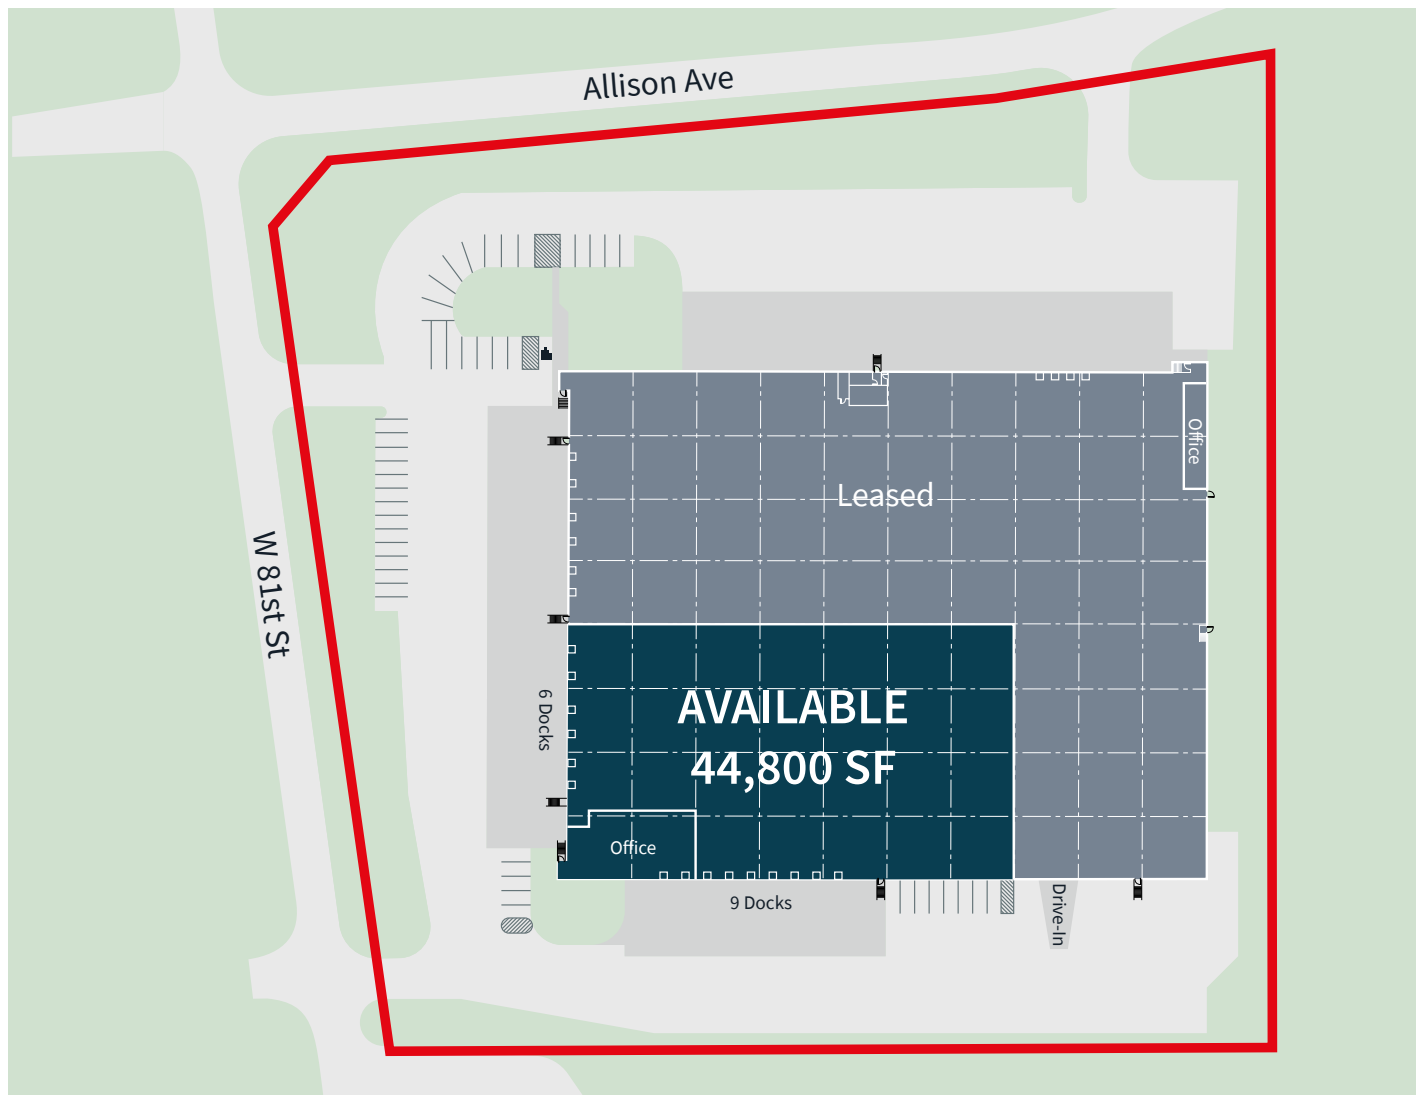 Allison Ave
Office
Leased
W 81st St
AVAILABLE
44,800 SF
6 Docks
Office
9 Docks
Drive-In